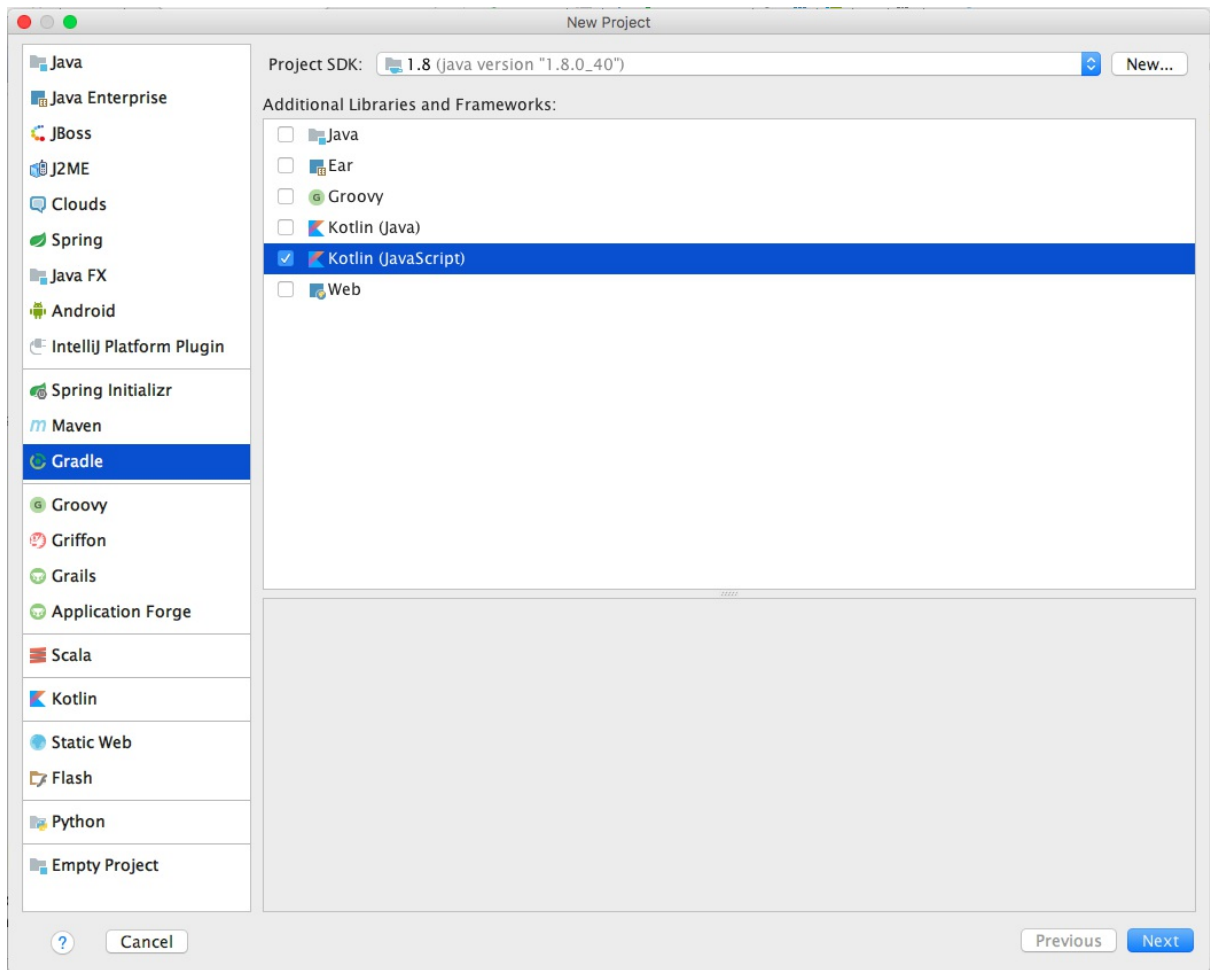 New Project
Java
Java Enterprise
JBoss
J2ME
Clouds
Spring
Java FX
Android
IntelliJ Platform Plugin
Spring Initializr
Maven
Gradle
Groovy
Griffon
Grails
Application Forge
Scala
Kotlin
Static Web
Flash
Python
Empty Project
Project SDK: 1.8 (java version "1.8.0_40") New...
Additional Libraries and Frameworks:
Java
Ear
Groovy
Kotlin (Java)
Kotlin (JavaScript)
Web
? Cancel Previous Next